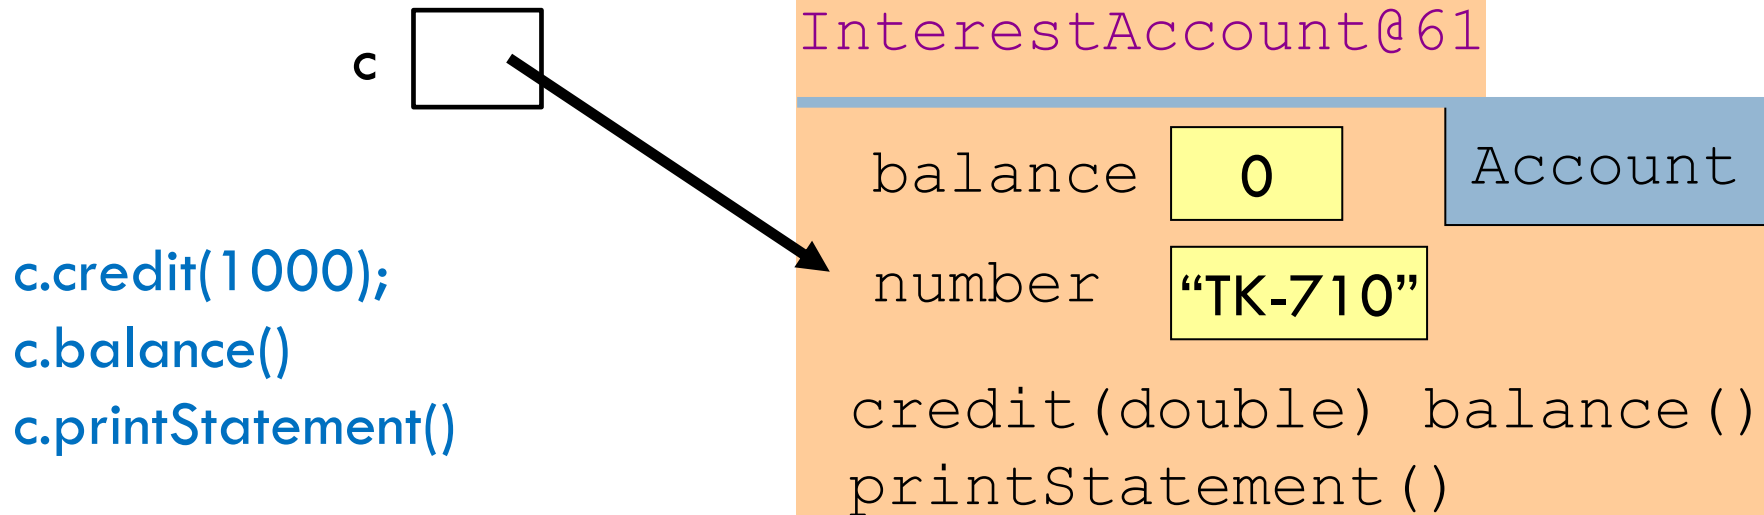 c
InterestAccount@61
balance 0 Account
number “TK-710”
c.credit(1000);
c.balance()
c.printStatement()
credit(double) balance()
printStatement()